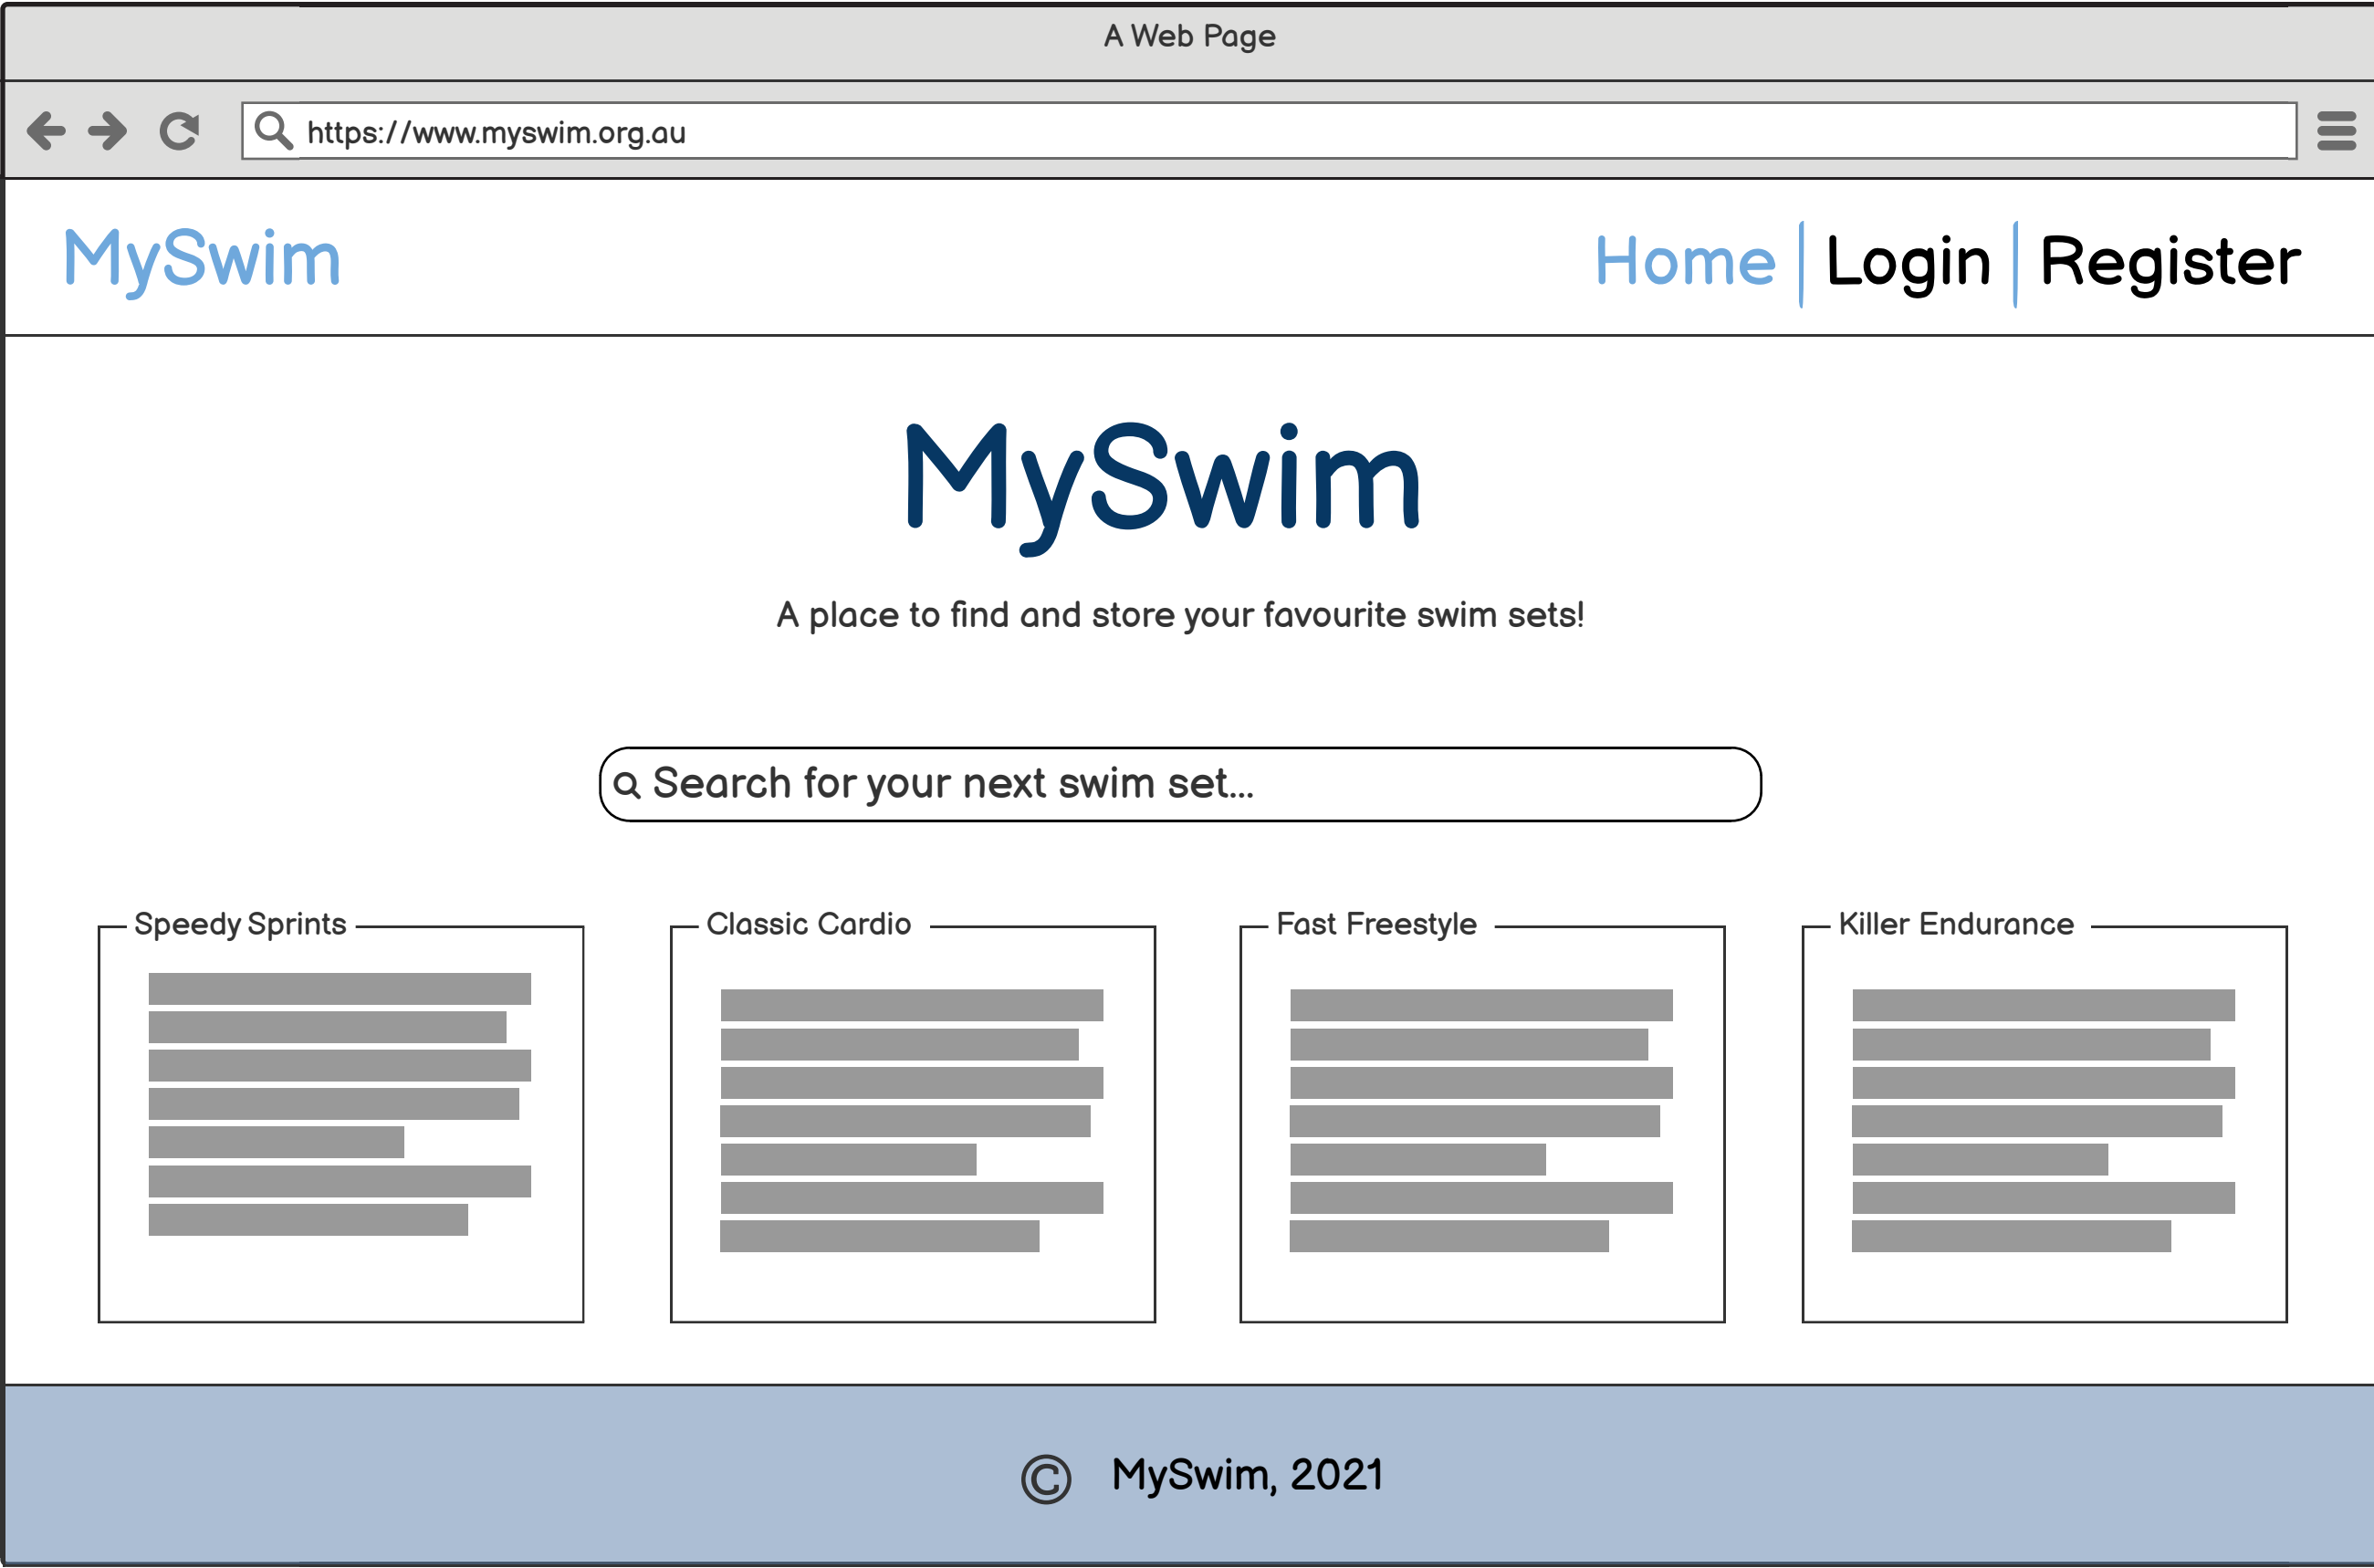 A Web Page
https://www.myswim.org.au
MySwim
Home | Login | Register
MySwim
A place to find and store your favourite swim sets!
Search for your next swim set...
Speedy Sprints
Classic Cardio
Fast Freestyle
Killer Endurance
© MySwim, 2021